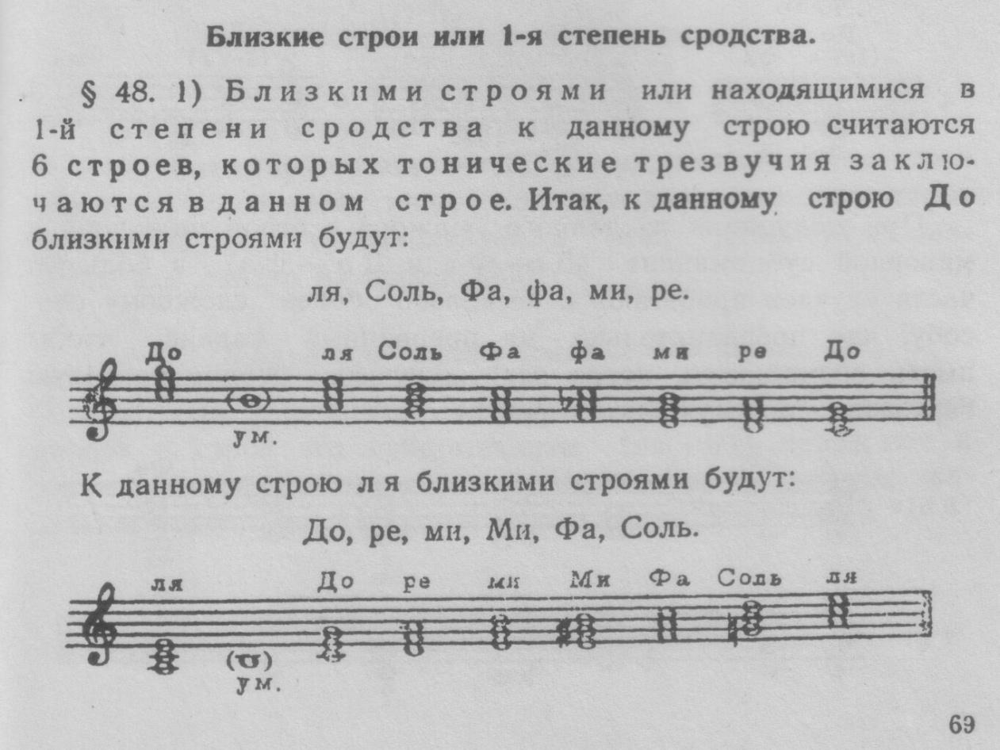 Близкие строи или 1-я степень сродства.
§ 48. 1) Близкими строями или находящимися в
1-й степени сродства к данному строю считаются
6 строев, которых тонические трезвучия заклю-
чаются в данном строе. Итак, к данному строю До
близкими строями будут:
ля, Соль, Фа, фа, ми, ре.
До ля Соль Фа фа ми ре До
ум.
К данному строю ля близкими строями будут:
До, ре, ми, Ми, Фа, Соль.
ля До ре ми Ми Фа Соль ля
ум.
69